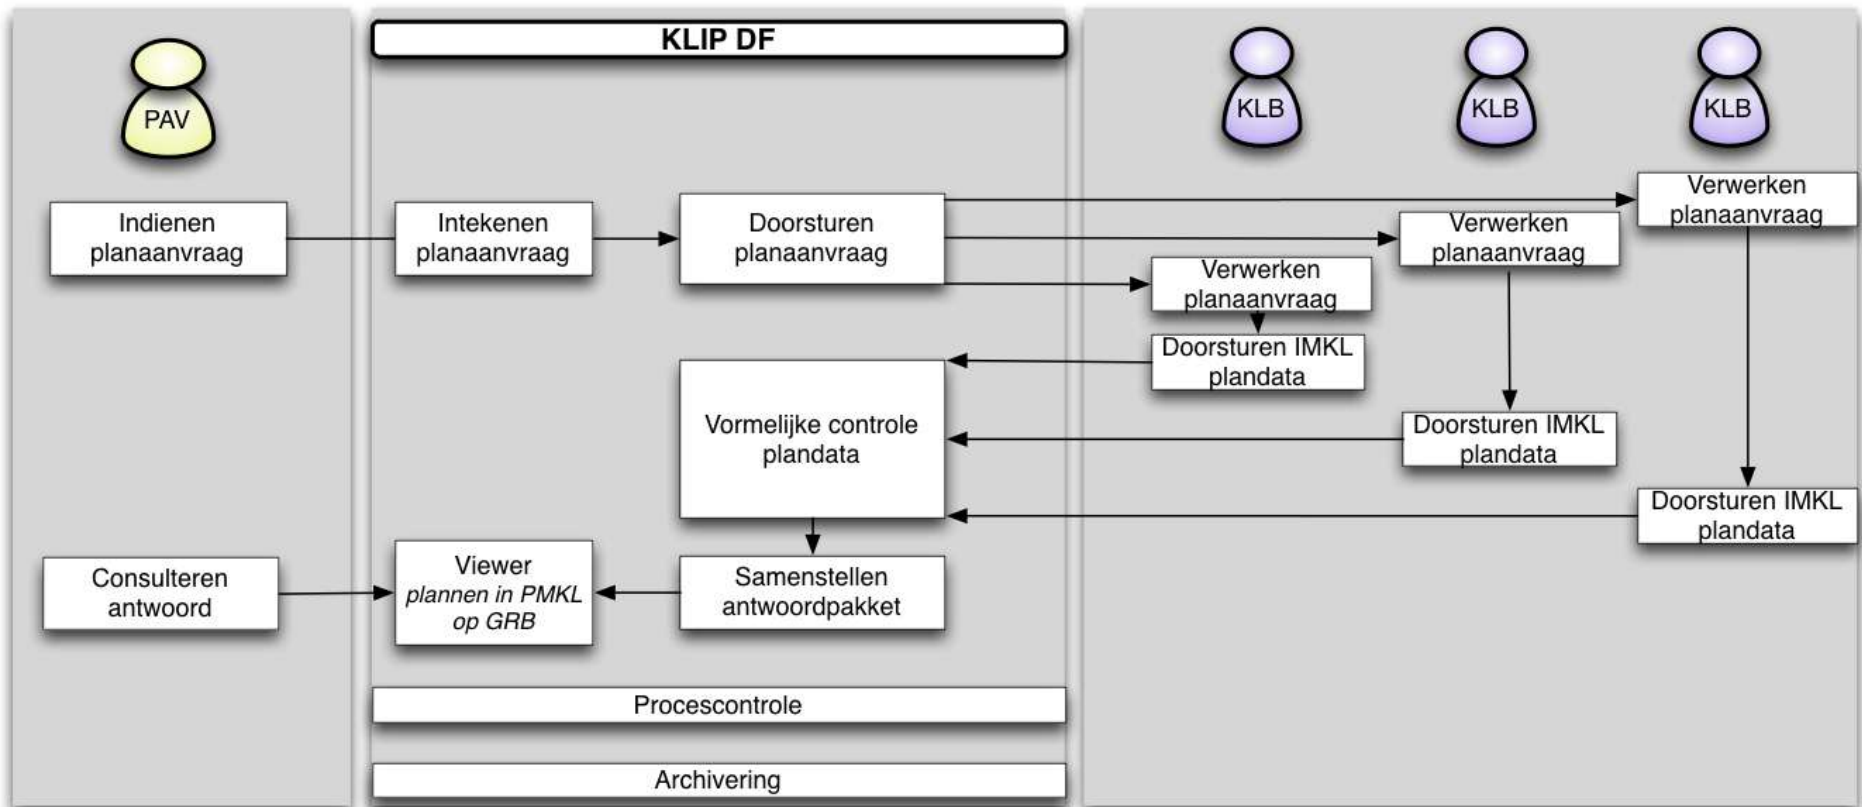 KLIP DF
PAV
KLB
KLB
KLB
Indienen
planaanvraag
Intekenen
planaanvraag
Doorsturen
planaanvraag
Verwerken
planaanvraag
Verwerken
planaanvraag
Verwerken
planaanvraag
Doorsturen IMKL
plandata
Vormelijke controle
plandata
Doorsturen IMKL
plandata
Doorsturen IMKL
plandata
Consulteren
antwoord
Viewer
plannen in PMKL
op GRB
Samenstellen
antwoordpakket
Procescontrole
Archivering